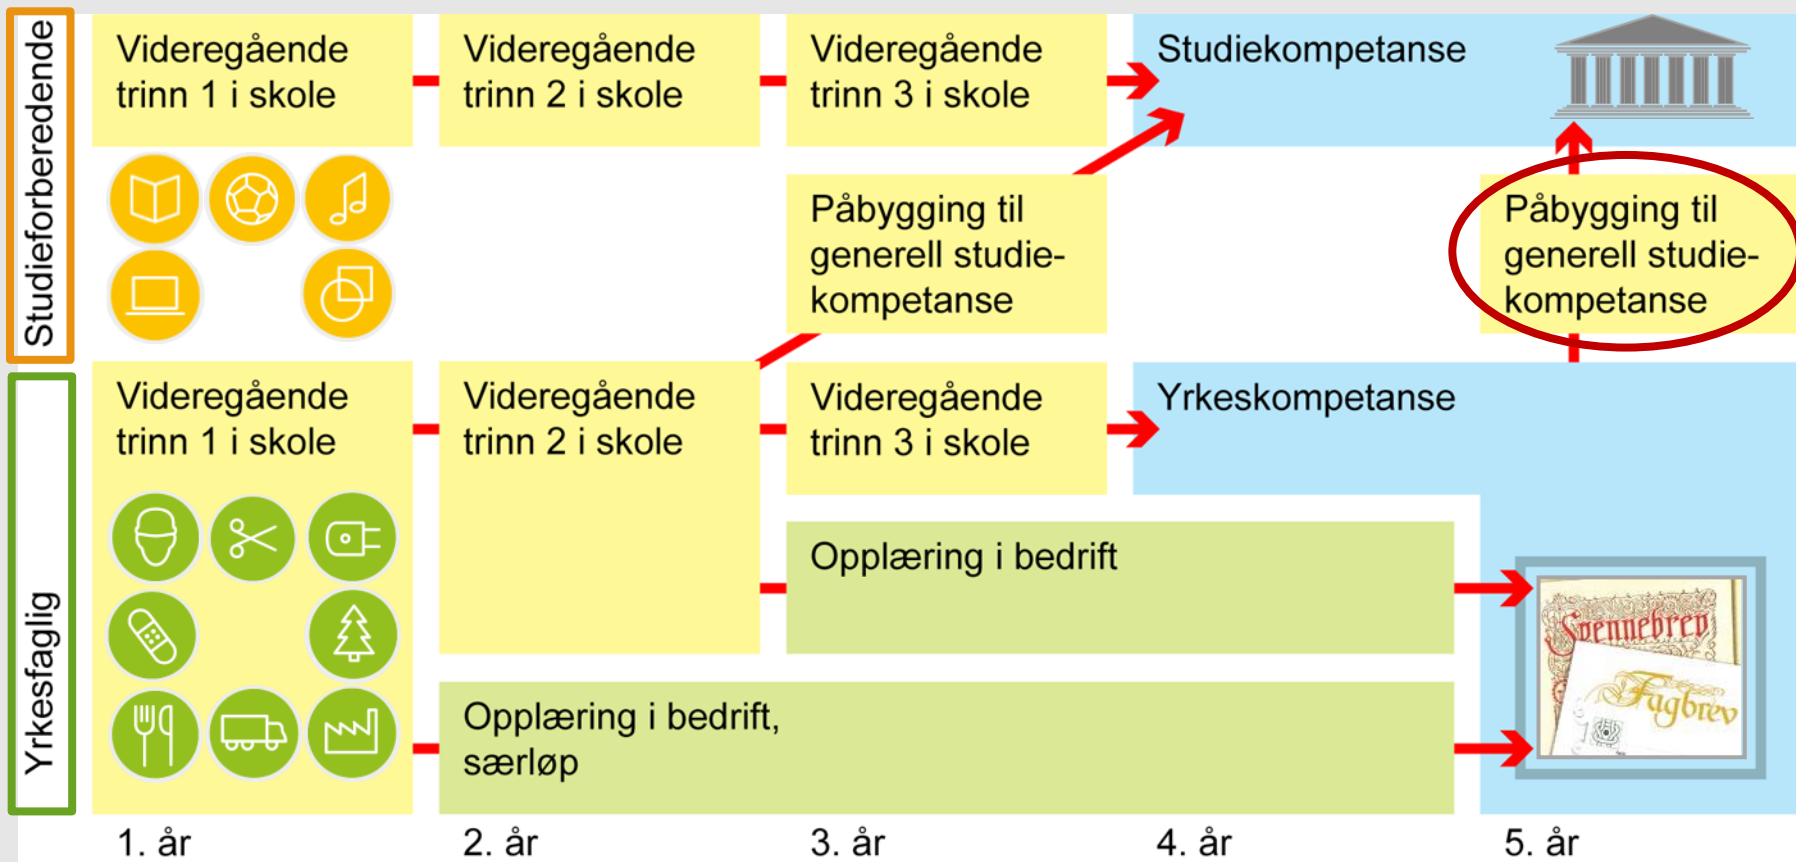 Studieforberedende
Videregående
trinn 1 i skole
Videregående
trinn 2 i skole
Videregående
trinn 3 i skole
Studiekompetanse
Påbygging til
generell studie-
kompetanse
Påbygging til
generell studie-
kompetanse
Yrkesfaglig
Videregående
trinn 1 i skole
Videregående
trinn 2 i skole
Videregående
trinn 3 i skole
Yrkeskompetanse
Opplæring i bedrift
Svennebrev
Fagbrev
Opplæring i bedrift,
særløp
1. år
2. år
3. år
4. år
5. år